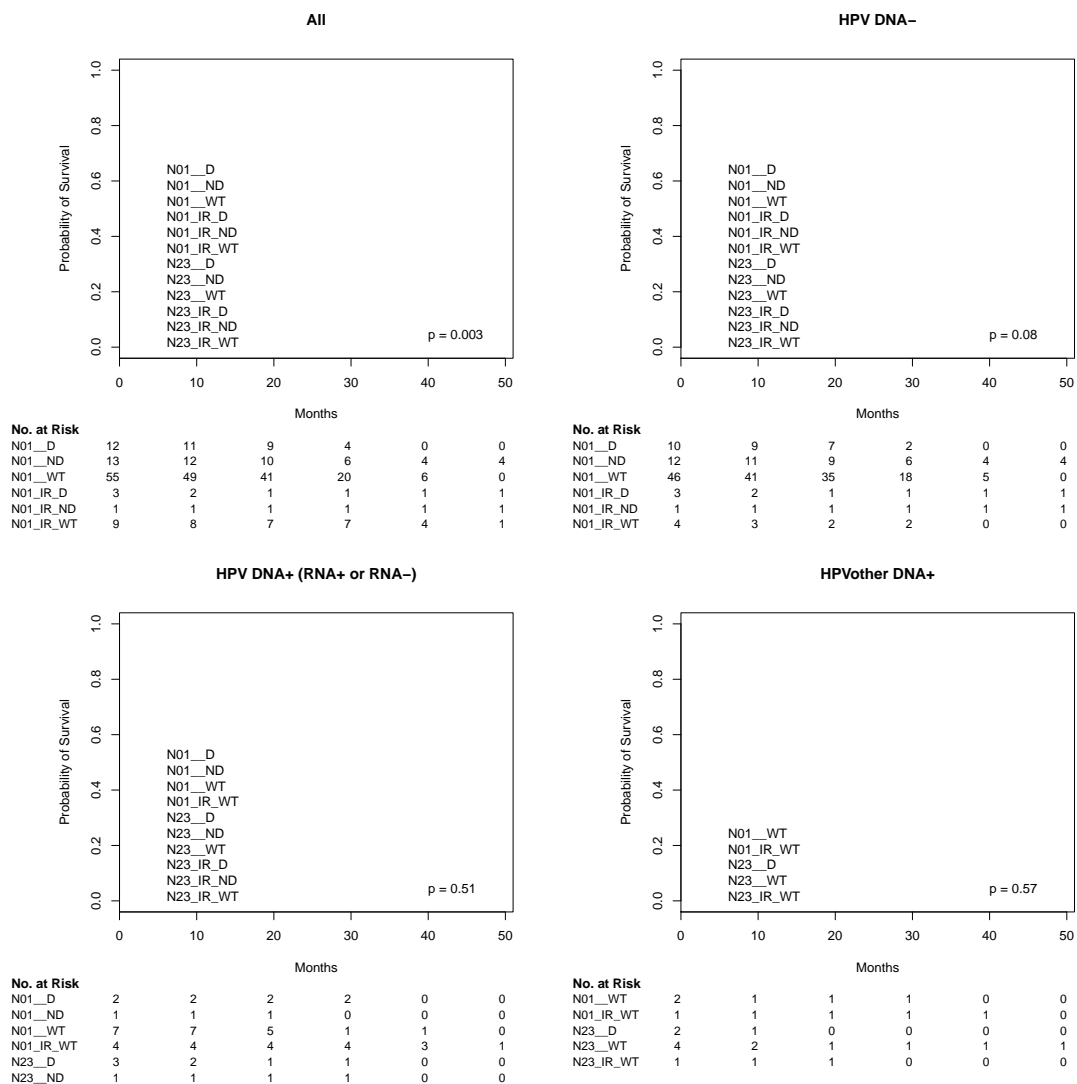 All
1.0
0.8
0.6
0.4
0.2
0.0
Probability of Survival
N01__D
N01__ND
N01__WT
N01_IR_D
N01_IR_ND
N01_IR_WT
N23__D
N23__ND
N23__WT
N23_IR_D
N23_IR_ND
N23_IR_WT
p = 0.003
0 10 20 30 40 50
Months
No. at Risk
N01__D 12 11 9 4 0 0
N01__ND 13 12 10 6 4 4
N01__WT 55 49 41 20 6 0
N01_IR_D 3 2 1 1 1 1
N01_IR_ND 1 1 1 1 1 1
N01_IR_WT 9 8 7 7 4 1
HPV DNA−
1.0
0.8
0.6
0.4
0.2
0.0
Probability of Survival
N01__D
N01__ND
N01__WT
N01_IR_D
N01_IR_ND
N01_IR_WT
N23__D
N23__ND
N23__WT
N23_IR_D
N23_IR_ND
N23_IR_WT
p = 0.08
0 10 20 30 40 50
Months
No. at Risk
N01__D 10 9 7 2 0 0
N01__ND 12 11 9 6 4 4
N01__WT 46 41 35 18 5 0
N01_IR_D 3 2 1 1 1 1
N01_IR_ND 1 1 1 1 1 1
N01_IR_WT 4 3 2 2 0 0
HPV DNA+ (RNA+ or RNA−)
1.0
0.8
0.6
0.4
0.2
0.0
Probability of Survival
N01__D
N01__ND
N01__WT
N01_IR_WT
N23__D
N23__ND
N23__WT
N23_IR_D
N23_IR_ND
N23_IR_WT
p = 0.51
0 10 20 30 40 50
Months
No. at Risk
N01__D 2 2 2 2 0 0
N01__ND 1 1 1 0 0 0
N01__WT 7 7 5 1 1 0
N01_IR_WT 4 4 4 4 3 1
N23__D 3 2 1 1 0 0
N23__ND 1 1 1 1 0 0
HPVother DNA+
1.0
0.8
0.6
0.4
0.2
0.0
Probability of Survival
N01__WT
N01_IR_WT
N23__D
N23__WT
N23_IR_WT
p = 0.57
0 10 20 30 40 50
Months
No. at Risk
N01__WT 2 1 1 1 0 0
N01_IR_WT 1 1 1 1 1 0
N23__D 2 1 0 0 0 0
N23__WT 4 2 1 1 1 1
N23_IR_WT 1 1 1 0 0 0